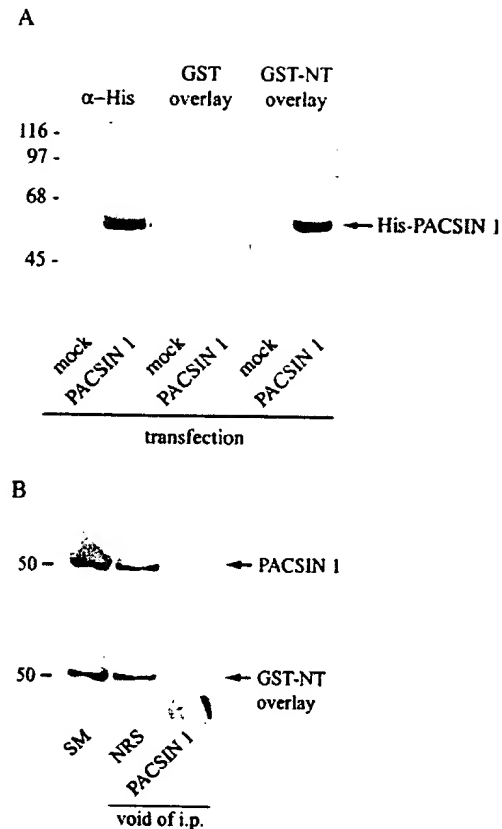 A
α–His
GST
overlay
GST-NT
overlay
116 -
97 -
68 -
45 -
His-PACSIN 1
mock
PACSIN 1
mock
PACSIN 1
mock
PACSIN 1
transfection
B
50 –
PACSIN 1
50 –
GST-NT
overlay
SM
NRS
PACSIN 1
void of i.p.